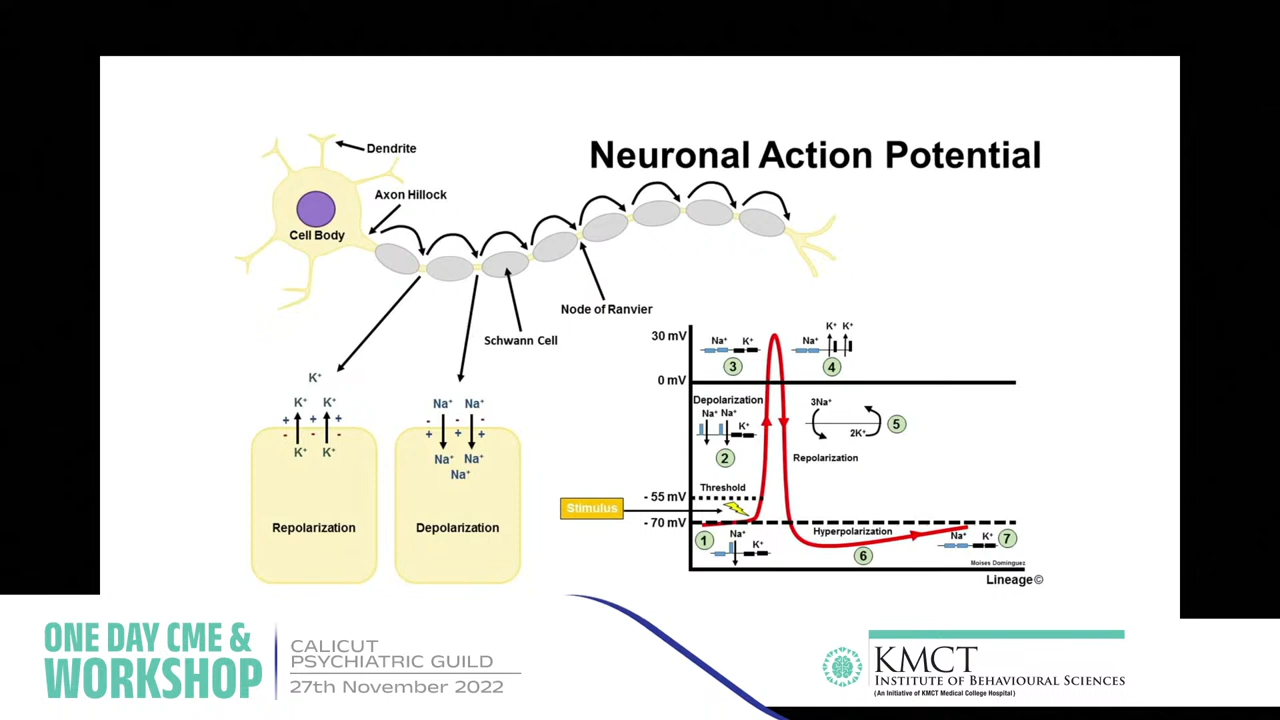 Neuronal Action Potential
Dendrite
Axon Hillock
Cell Body
Node of Ranvier
Schwann Cell
K⁺
K⁺ K⁺
+ + +
- - -
K⁺ K⁺
Repolarization
Na⁺ Na⁺
- - -
+ + +
Na⁺ Na⁺
Na⁺
Depolarization
30 mV
Na⁺ K⁺
3
K⁺ K⁺
Na⁺
4
0 mV
Depolarization
Na⁺ Na⁺
K⁺
2
3Na⁺
2K⁺
5
Repolarization
Threshold
- 55 mV
Stimulus
- 70 mV
1
Na⁺
K⁺
Hyperpolarization
6
Na⁺ K⁺
7
Moises Dominguez
Lineage©
ONE DAY CME &
WORKSHOP
CALICUT
PSYCHIATRIC GUILD
27th November 2022
KMCT
INSTITUTE OF BEHAVIOURAL SCIENCES
(An Initiative of KMCT Medical College Hospital)